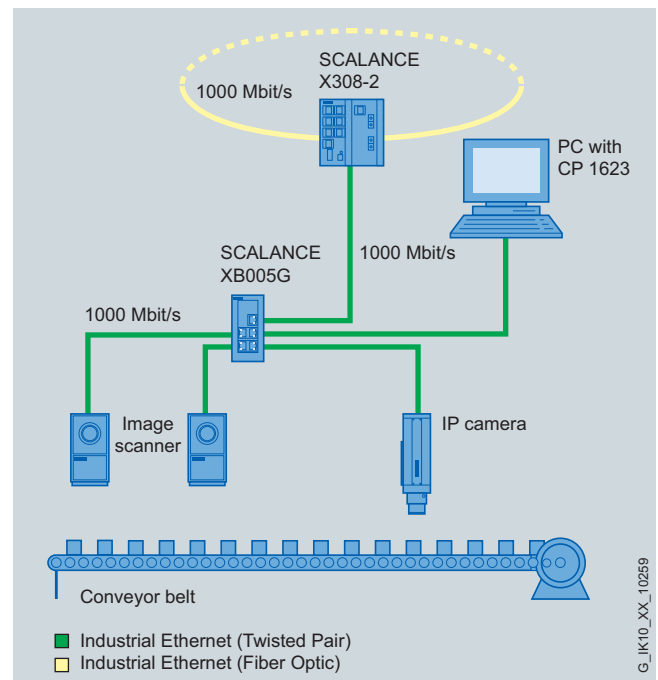 SCALANCE
X308-2
1000 Mbit/s
PC with
CP 1623
SCALANCE
XB005G
1000 Mbit/s
1000 Mbit/s
Image
scanner
IP camera
Conveyor belt
Industrial Ethernet (Twisted Pair)
Industrial Ethernet (Fiber Optic)
G_IK10_XX_10259